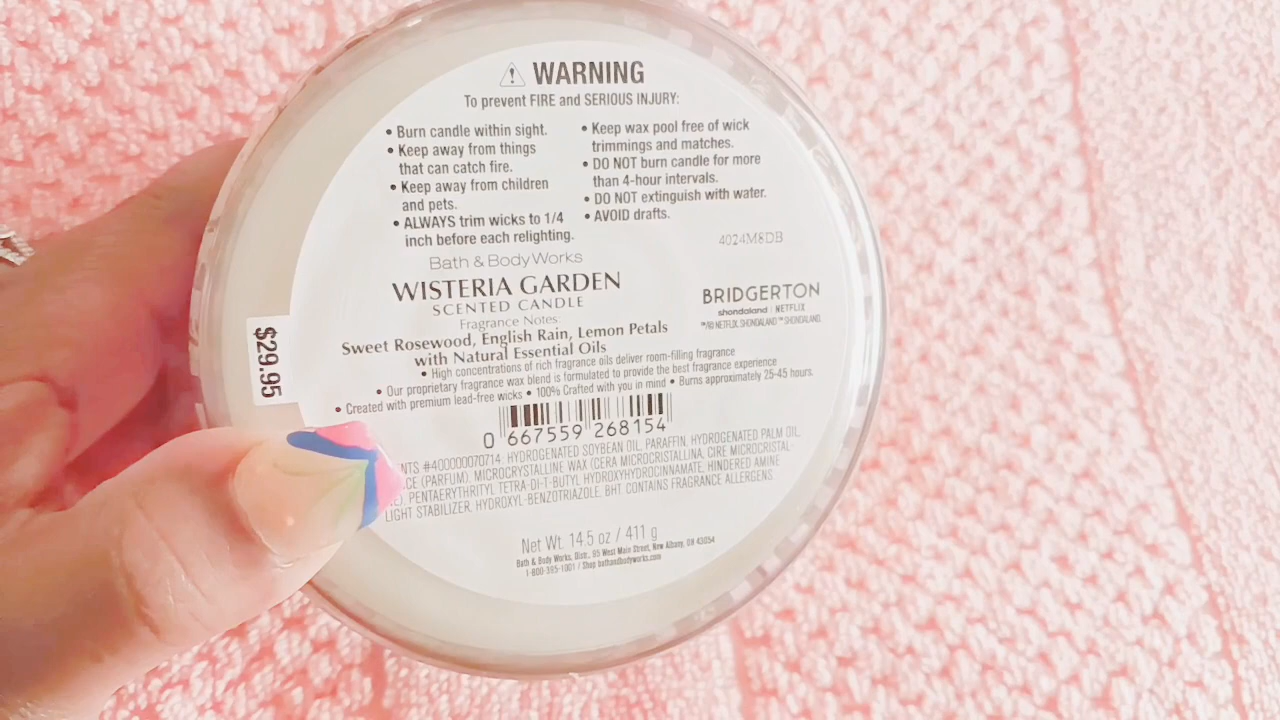 WARNING
To prevent FIRE and SERIOUS INJURY:
• Burn candle within sight.
• Keep away from things
that can catch fire.
• Keep away from children
and pets.
• ALWAYS trim wicks to 1/4
inch before each relighting.
• Keep wax pool free of wick
trimmings and matches.
• DO NOT burn candle for more
than 4-hour intervals.
• DO NOT extinguish with water.
• AVOID drafts.
4024M8DB
Bath & Body Works
WISTERIA GARDEN
SCENTED CANDLE
Fragrance Notes
Sweet Rosewood, English Rain, Lemon Petals
with Natural Essential Oils
BRIDGERTON
shondaland | NETFLIX
™/© NETFLIX. SHONDALAND ™ SHONDALAND.
$29.95
• High concentrations of rich fragrance oils deliver room-filling fragrance
• Our proprietary fragrance wax blend is formulated to provide the best fragrance experience
• Created with premium lead-free wicks • 100% Crafted with you in mind • Burns approximately 25-45 hours.
0 667559 268154
NTS #400000070714: HYDROGENATED SOYBEAN OIL, PARAFFIN, HYDROGENATED PALM OIL,
CE (PARFUM), MICROCRYSTALLINE WAX (CERA MICROCRISTALLINA, CIRE MICROCRISTAL-
PENTAERYTHRITYL TETRA-DI-T-BUTYL HYDROXYHYDROCINNAMATE, HINDERED AMINE
LIGHT STABILIZER, HYDROXYL-BENZOTRIAZOLE, BHT CONTAINS FRAGRANCE ALLERGENS
Net Wt. 14.5 oz / 411 g
Bath & Body Works, Distr., 95 West Main Street, New Albany, OH 43054
1-800-395-1001 / Shop bathandbodyworks.com